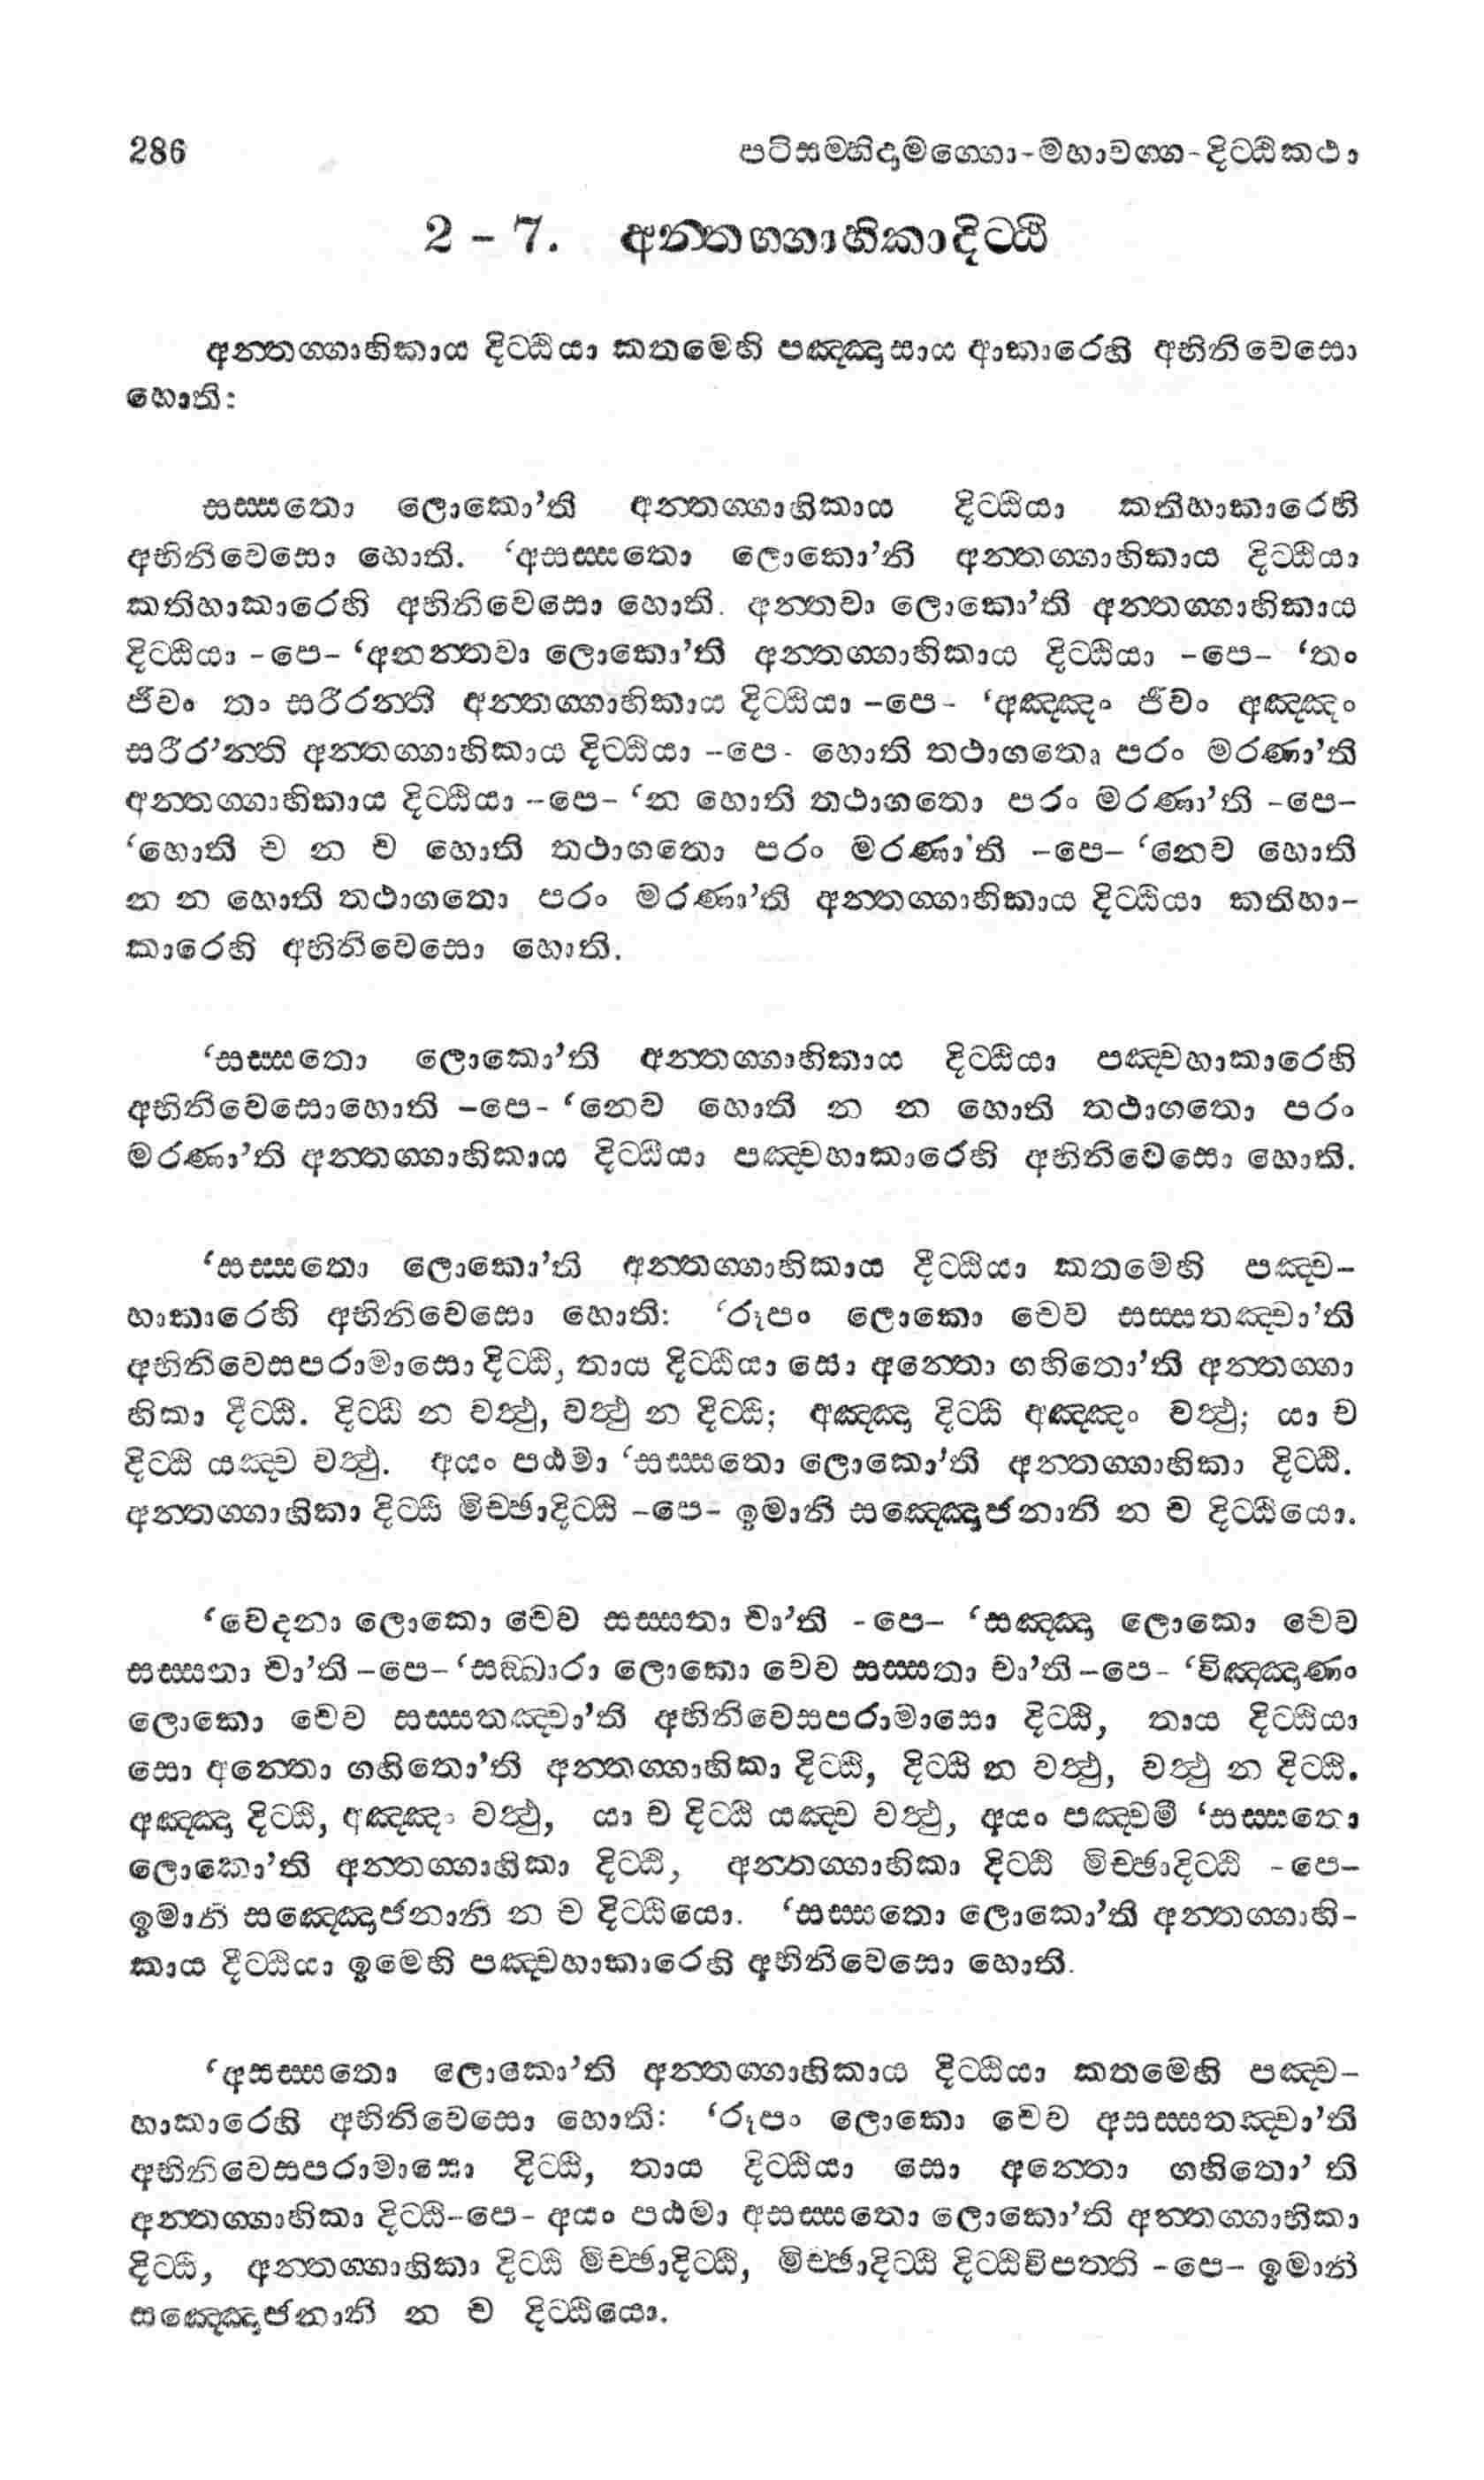 286 පටිසම්භිදාමග්ගො-මහාවග්ග-දිට්ඨිකථා
2 - 7. අන්තග්ගාහිකාදිට්ඨි
අන්තග්ගාහිකාය දිට්ඨියා කතමෙහි පඤ්ඤාසාය ආකාරෙහි අභිනිවෙසො
හොති:
සස්සතො ලොකො’ති අන්තග්ගාහිකාය දිට්ඨියා කතිහාකාරෙහි
අභිනිවෙසො හොති. ‘අසස්සතො ලොකො’ති අන්තග්ගාහිකාය දිට්ඨියා
කතිහාකාරෙහි අභිනිවෙසො හොති. අන්තවා ලොකො’ති අන්තග්ගාහිකාය
දිට්ඨියා -පෙ- ‘අනන්තවා ලොකො’ති අන්තග්ගාහිකාය දිට්ඨියා -පෙ- ‘තං
ජීවං තං සරීරන්ති අන්තග්ගාහිකාය දිට්ඨියා -පෙ- ‘අඤ්ඤං ජීවං අඤ්ඤං
සරීර’න්ති අන්තග්ගාහිකාය දිට්ඨියා -පෙ- හොති තථාගතො පරං මරණා’ති
අන්තග්ගාහිකාය දිට්ඨියා -පෙ- ‘න හොති තථාගතො පරං මරණා’ති -පෙ-
‘හොති ච න ච හොති තථාගතො පරං මරණා’ති -පෙ- ‘නෙව හොති
න න හොති තථාගතො පරං මරණා’ති අන්තග්ගාහිකාය දිට්ඨියා කතිහා-
කාරෙහි අභිනිවෙසො හොති.
‘සස්සතො ලොකො’ති අන්තග්ගාහිකාය දිට්ඨියා පඤ්චහාකාරෙහි
අභිනිවෙසොහොති -පෙ- ‘නෙව හොති න න හොති තථාගතො පරං
මරණා’ති අන්තග්ගාහිකාය දිට්ඨියා පඤ්චහාකාරෙහි අභිනිවෙසො හොති.
‘සස්සතො ලොකො’ති අන්තග්ගාහිකාය දිට්ඨියා කතමෙහි පඤ්ච-
හාකාරෙහි අභිනිවෙසො හොති: ‘රූපං ලොකො චෙව සස්සතඤ්චා’ති
අභිනිවෙසපරාමාසො දිට්ඨි, තාය දිට්ඨියා සො අන්තො ගහිතො’ති අන්තග්ගා
හිකා දිට්ඨි. දිට්ඨි න වත්ථු, වත්ථු න දිට්ඨි; අඤ්ඤා දිට්ඨි අඤ්ඤං වත්ථු; යා ච
දිට්ඨි යඤ්ච වත්ථු. අයං පඨමා ‘සස්සතො ලොකො’ති අන්තග්ගාහිකා දිට්ඨි.
අන්තග්ගාහිකා දිට්ඨි මිච්ඡාදිට්ඨි -පෙ- ඉමානි සඤ්ඤොජනානි න ච දිට්ඨියො.
‘වේදනා ලොකො චෙව සස්සතා චා’ති -පෙ- ‘සඤ්ඤා ලොකො චෙව
සස්සතා චා’ති -පෙ- ‘සඞ්ඛාරා ලොකො චෙව සස්සතා චා’ති -පෙ- ‘විඤ්ඤාණං
ලොකො චෙව සස්සතඤ්චා’ති අභිනිවෙසපරාමාසො දිට්ඨි, තාය දිට්ඨියා
සො අන්තො ගහිතො’ති අන්තග්ගාහිකා දිට්ඨි, දිට්ඨි න වත්ථු, වත්ථු න දිට්ඨි.
අඤ්ඤා දිට්ඨි, අඤ්ඤං වත්ථු, යා ච දිට්ඨි යඤ්ච වත්ථු, අයං පඤ්චමී ‘සස්සතො
ලොකො’ති අන්තග්ගාහිකා දිට්ඨි, අන්තග්ගාහිකා දිට්ඨි මිච්ඡාදිට්ඨි -පෙ-
ඉමානි සඤ්ඤොජනානි න ච දිට්ඨියො. ‘සස්සතො ලොකො’ති අන්තග්ගාහි-
කාය දිට්ඨියා ඉමෙහි පඤ්චහාකාරෙහි අභිනිවෙසො හොති.
‘අසස්සතො ලොකො’ති අන්තග්ගාහිකාය දිට්ඨියා කතමෙහි පඤ්ච-
හාකාරෙහි අභිනිවෙසො හොති: ‘රූපං ලොකො චෙව අසස්සතඤ්චා’ති
අභිනිවෙසපරාමාසො දිට්ඨි, තාය දිට්ඨියා සො අන්තො ගහිතො’ ති
අන්තග්ගාහිකා දිට්ඨි-පෙ- අයං පඨමා අසස්සතො ලොකො’ති අන්තග්ගාහිකා
දිට්ඨි, අන්තග්ගාහිකා දිට්ඨි මිච්ඡාදිට්ඨි, මිච්ඡාදිට්ඨි දිට්ඨිවිපත්ති -පෙ- ඉමානි
සඤ්ඤොජනානි න ච දිට්ඨියො.